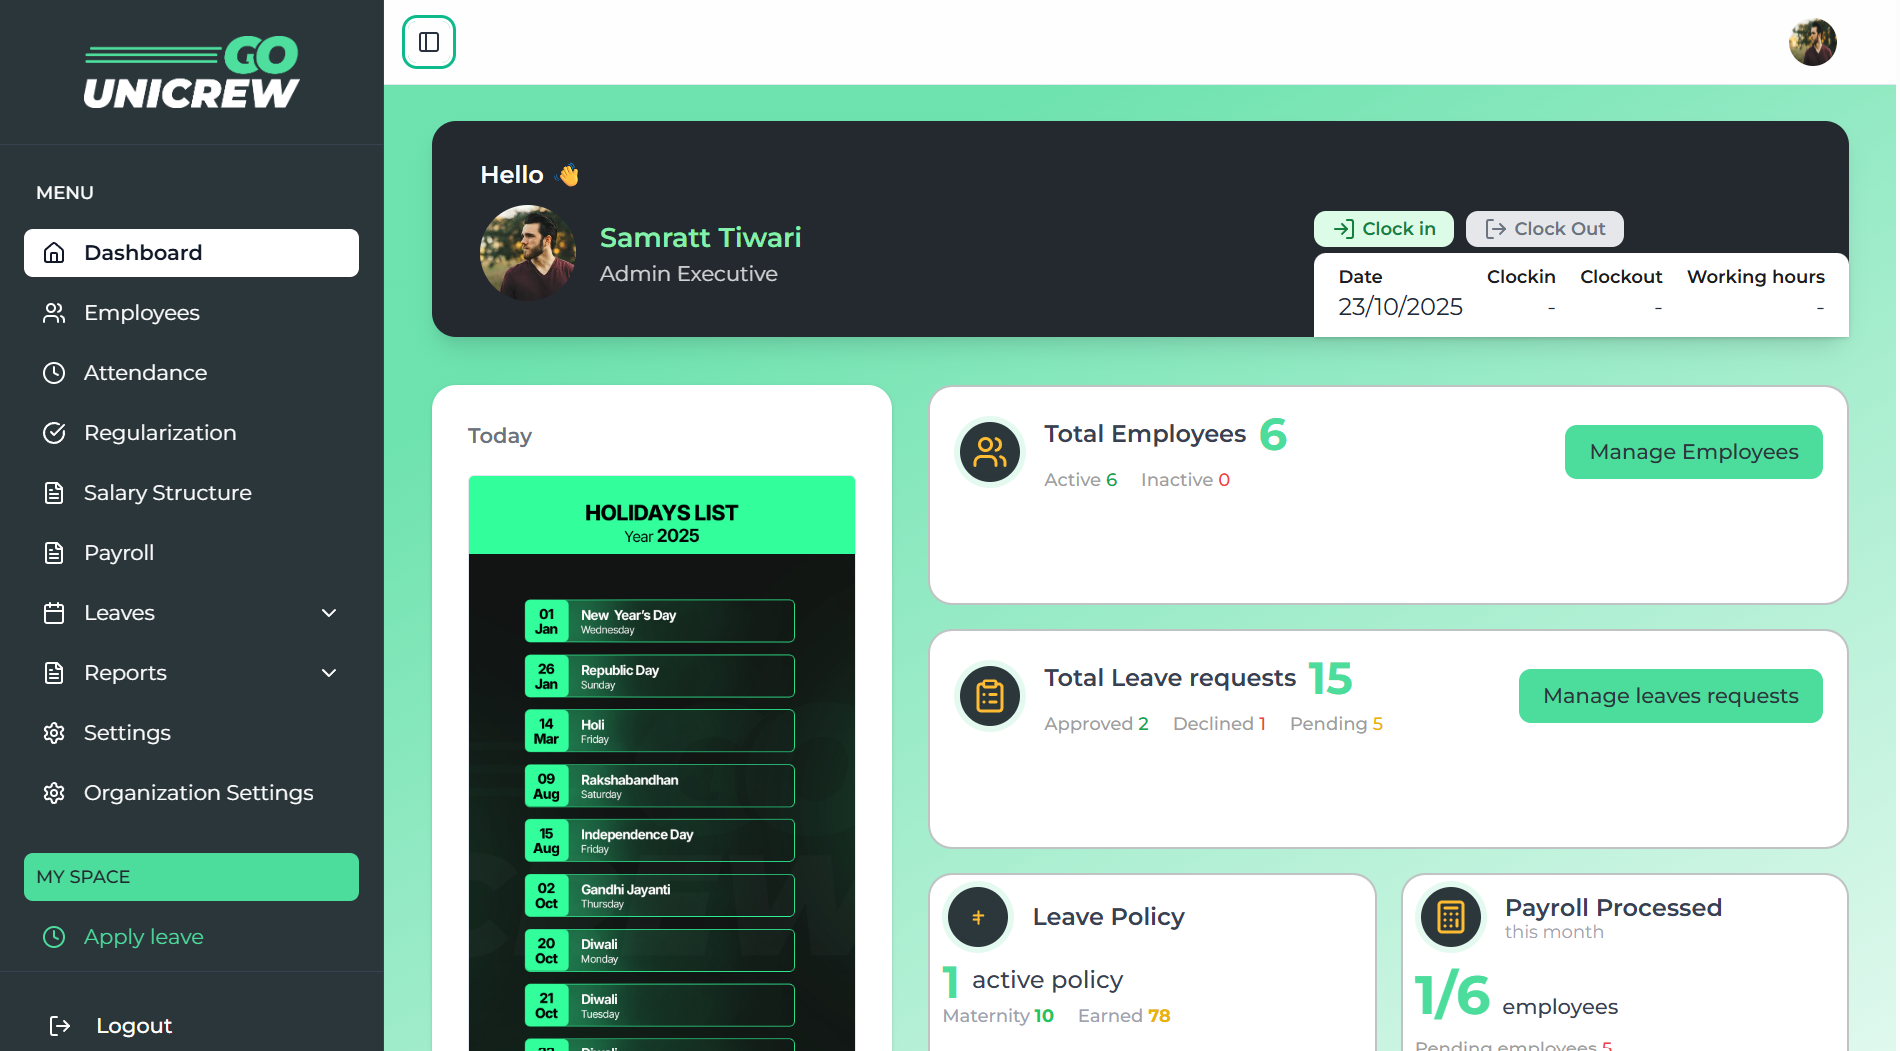 GO
UNICREW
MENU
Dashboard
Employees
Attendance
Regularization
Salary Structure
Payroll
Leaves
Reports
Settings
Organization Settings
MY SPACE
Apply leave
Logout
Hello 👋
Samratt Tiwari
Admin Executive
Clock in
Clock Out
Date Clockin Clockout Working hours
23/10/2025 - - -
Today
HOLIDAYS LIST
Year 2025
01 Jan New Year's Day
Wednesday
26 Jan Republic Day
Sunday
14 Mar Holi
Friday
09 Aug Rakshabandhan
Saturday
15 Aug Independence Day
Friday
02 Oct Gandhi Jayanti
Thursday
20 Oct Diwali
Monday
21 Oct Diwali
Tuesday
Total Employees 6
Active 6 Inactive 0
Manage Employees
Total Leave requests 15
Approved 2 Declined 1 Pending 5
Manage leaves requests
Leave Policy
1 active policy
Maternity 10 Earned 78
Payroll Processed
this month
1/6 employees
Pending employees 5